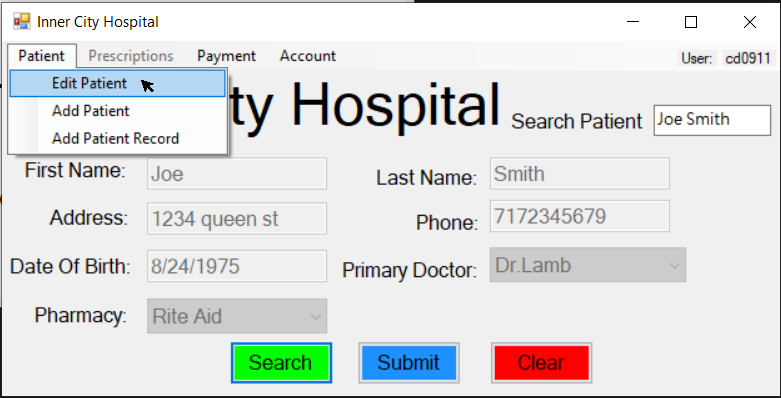 Inner City Hospital
Patient Prescriptions Payment Account
User: cd0911
Edit Patient
Add Patient
Add Patient Record
ty Hospital
Search Patient Joe Smith
First Name: Joe
Last Name: Smith
Address: 1234 queen st
Phone: 7172345679
Date Of Birth: 8/24/1975
Primary Doctor: Dr.Lamb
Pharmacy: Rite Aid
Search Submit Clear